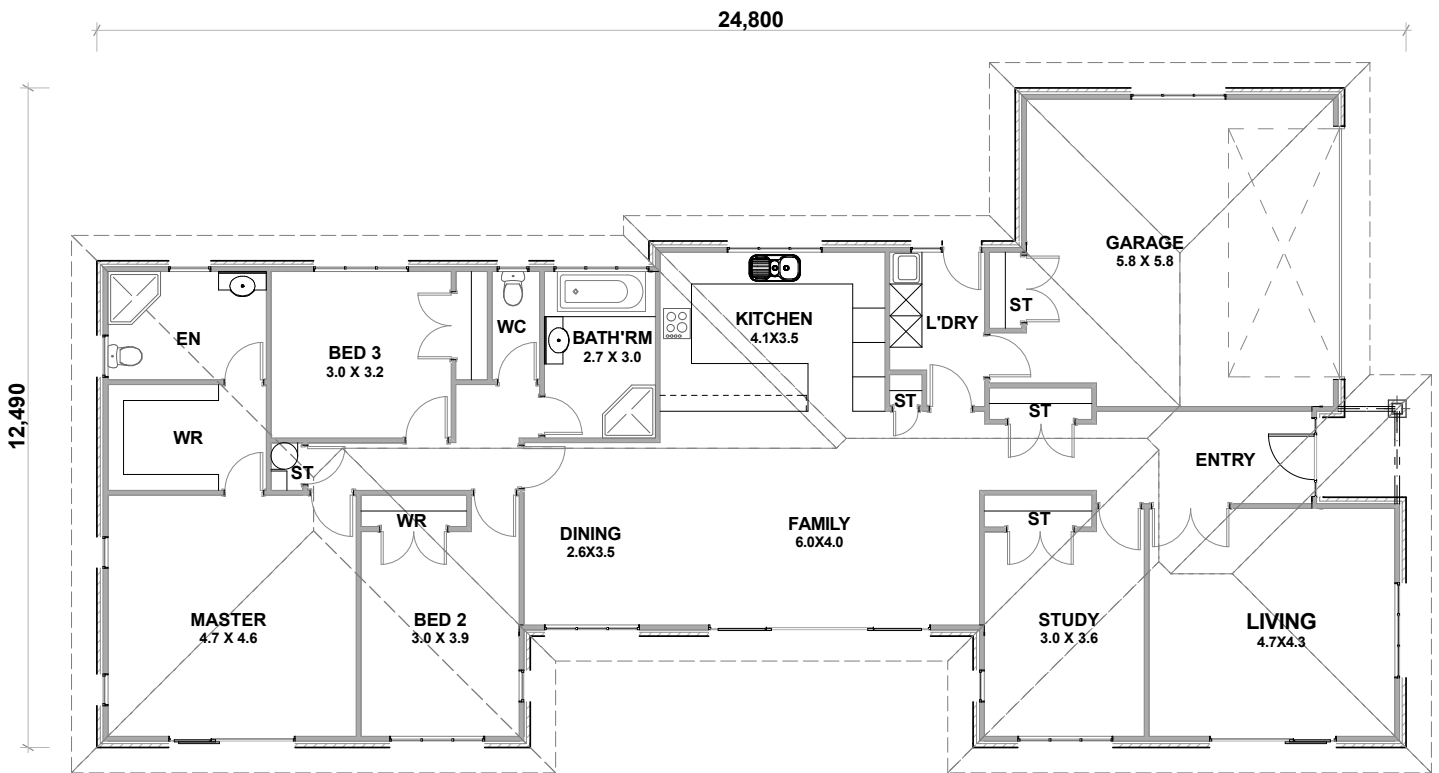 24,800
12,490
GARAGE
5.8 X 5.8
EN
BED 3
3.0 X 3.2
WC
BATH'RM
2.7 X 3.0
KITCHEN
4.1X3.5
L'DRY
ST
WR
ST
ST
ST
ENTRY
WR
DINING
2.6X3.5
FAMILY
6.0X4.0
ST
MASTER
4.7 X 4.6
BED 2
3.0 X 3.9
STUDY
3.0 X 3.6
LIVING
4.7X4.3